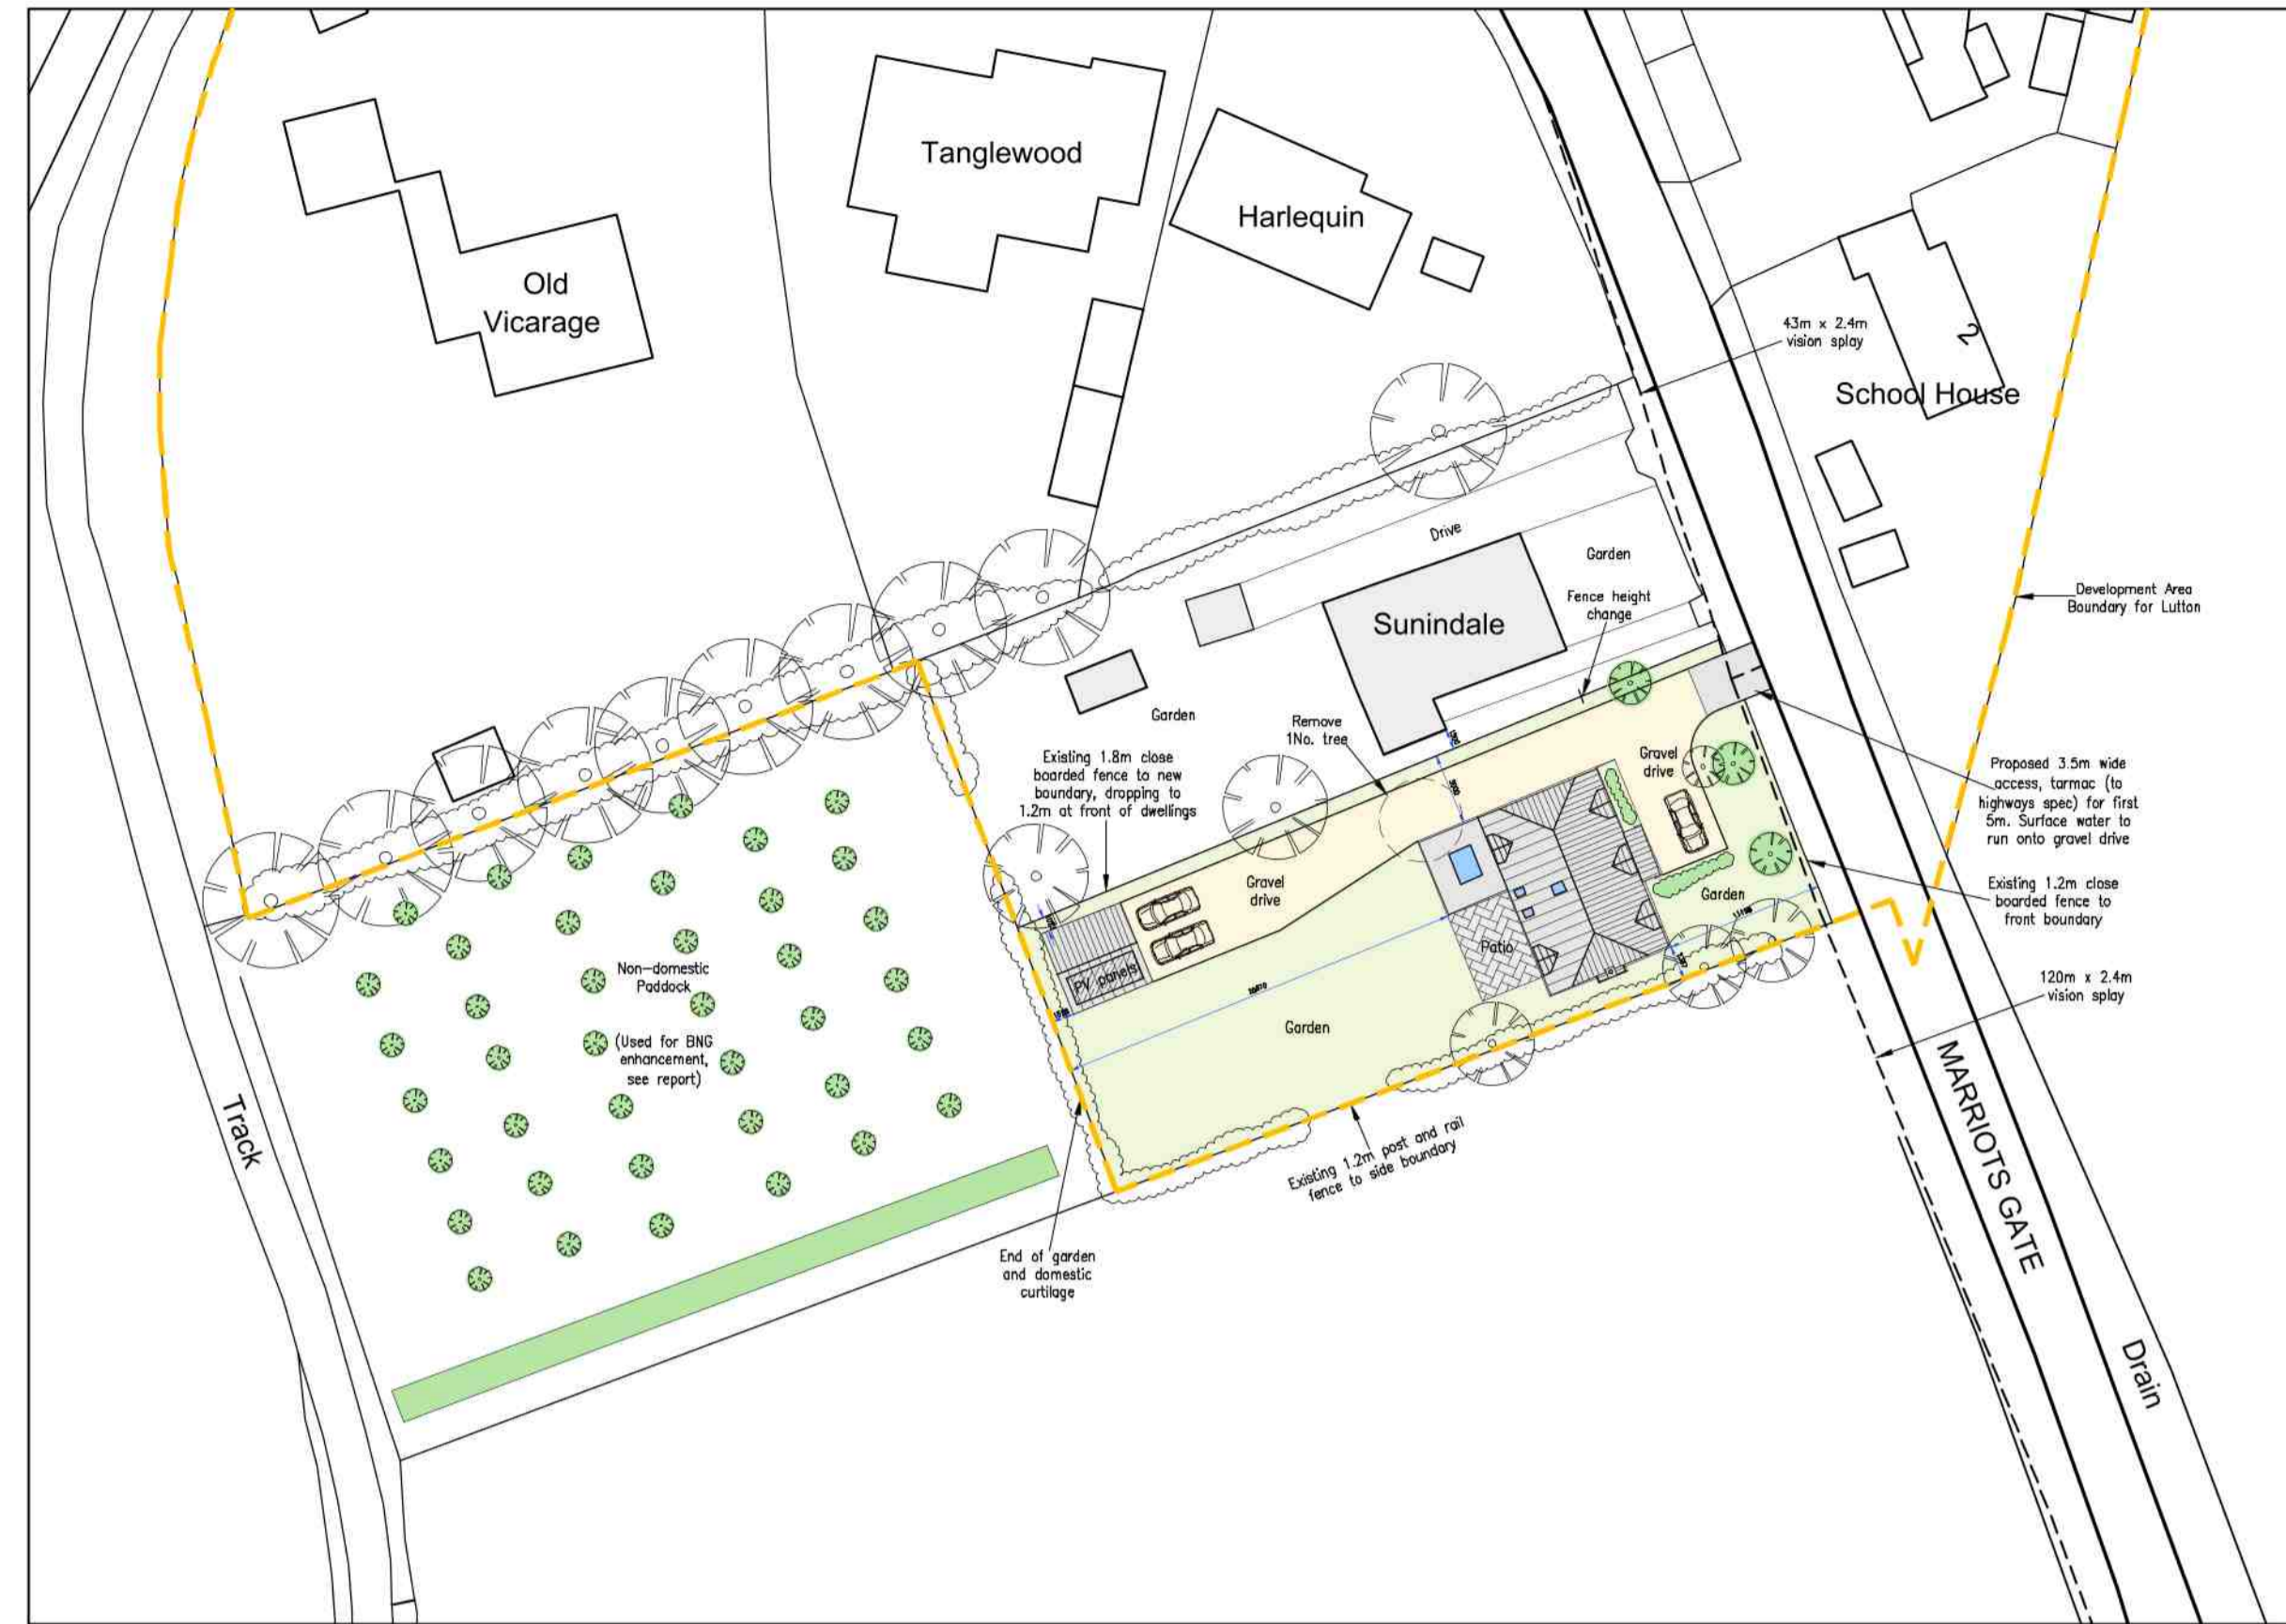 Tanglewood
Harlequin
Old
Vicarage
43m x 2.4m
vision splay
2
School House
Drive
Garden
Fence height
change
Sunindale
Development Area
Boundary for Lutton
Garden
Remove
1No. tree
Existing 1.8m close
boarded fence to new
boundary, dropping to
1.2m at front of dwellings
Gravel
drive
Proposed 3.5m wide
access, tarmac (to
highways spec) for first
5m. Surface water to
run onto gravel drive
Gravel
drive
Garden
Existing 1.2m close
boarded fence to
front boundary
Patio
PV panels
Non-domestic
Paddock
(Used for BNG
enhancement,
see report)
120m x 2.4m
vision splay
Garden
Track
Existing 1.2m post and rail
fence to side boundary
MARRIOTS GATE
End of garden
and domestic
curtilage
Drain